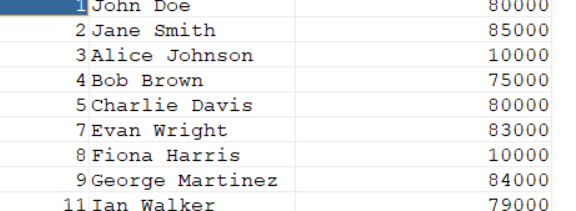 1 John Doe 80000
2 Jane Smith 85000
3 Alice Johnson 10000
4 Bob Brown 75000
5 Charlie Davis 80000
7 Evan Wright 83000
8 Fiona Harris 10000
9 George Martinez 84000
11 Ian Walker 79000